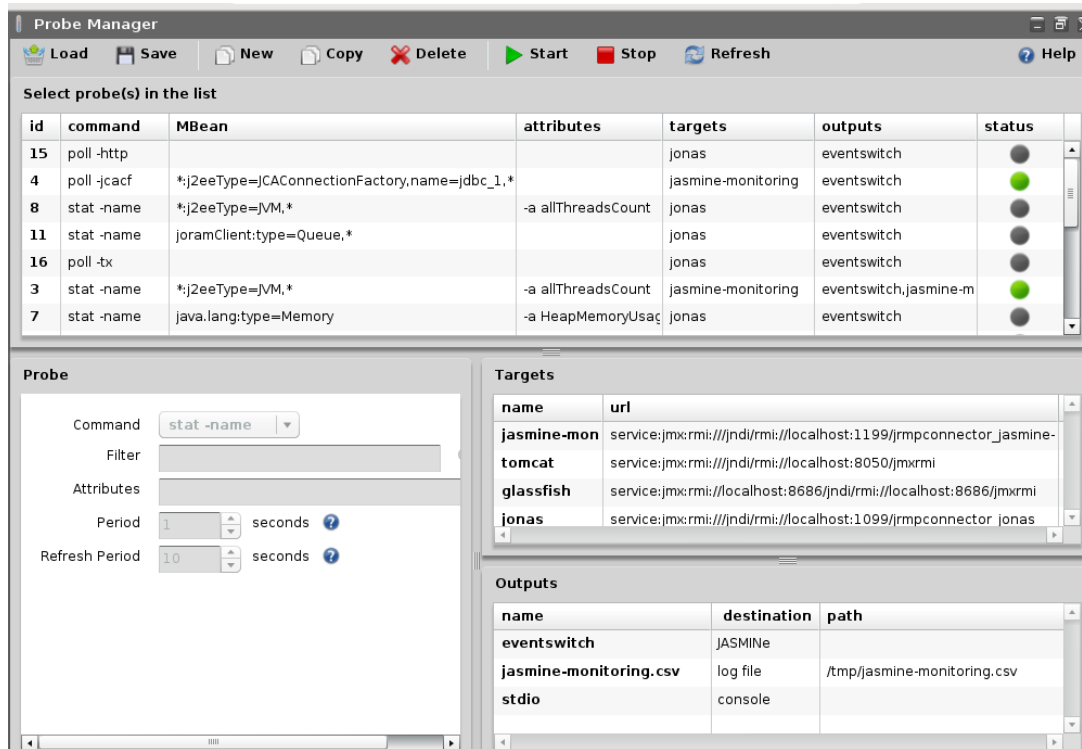 Probe Manager
Load Save New Copy Delete Start Stop Refresh Help
Select probe(s) in the list
id command MBean attributes targets outputs status
15 poll -http jonas eventswitch
4 poll -jcacf *:j2eeType=JCAConnectionFactory,name=jdbc_1,* jasmine-monitoring eventswitch
8 stat -name *:j2eeType=JVM,* -a allThreadsCount jonas eventswitch
11 stat -name joramClient:type=Queue,* jonas eventswitch
16 poll -tx jonas eventswitch
3 stat -name *:j2eeType=JVM,* -a allThreadsCount jasmine-monitoring eventswitch,jasmine-m
7 stat -name java.lang:type=Memory -a HeapMemoryUsag jonas eventswitch
Probe
Command stat -name
Filter
Attributes
Period 1 seconds
Refresh Period 10 seconds
Targets
name url
jasmine-mon service:jmx:rmi:///jndi/rmi://localhost:1199/jrmpconnector_jasmine-
tomcat service:jmx:rmi:///jndi/rmi://localhost:8050/jmxrmi
glassfish service:jmx:rmi://localhost:8686/jndi/rmi://localhost:8686/jmxrmi
jonas service:jmx:rmi:///jndi/rmi://localhost:1099/jrmpconnector_jonas
Outputs
name destination path
eventswitch JASMINe
jasmine-monitoring.csv log file /tmp/jasmine-monitoring.csv
stdio console